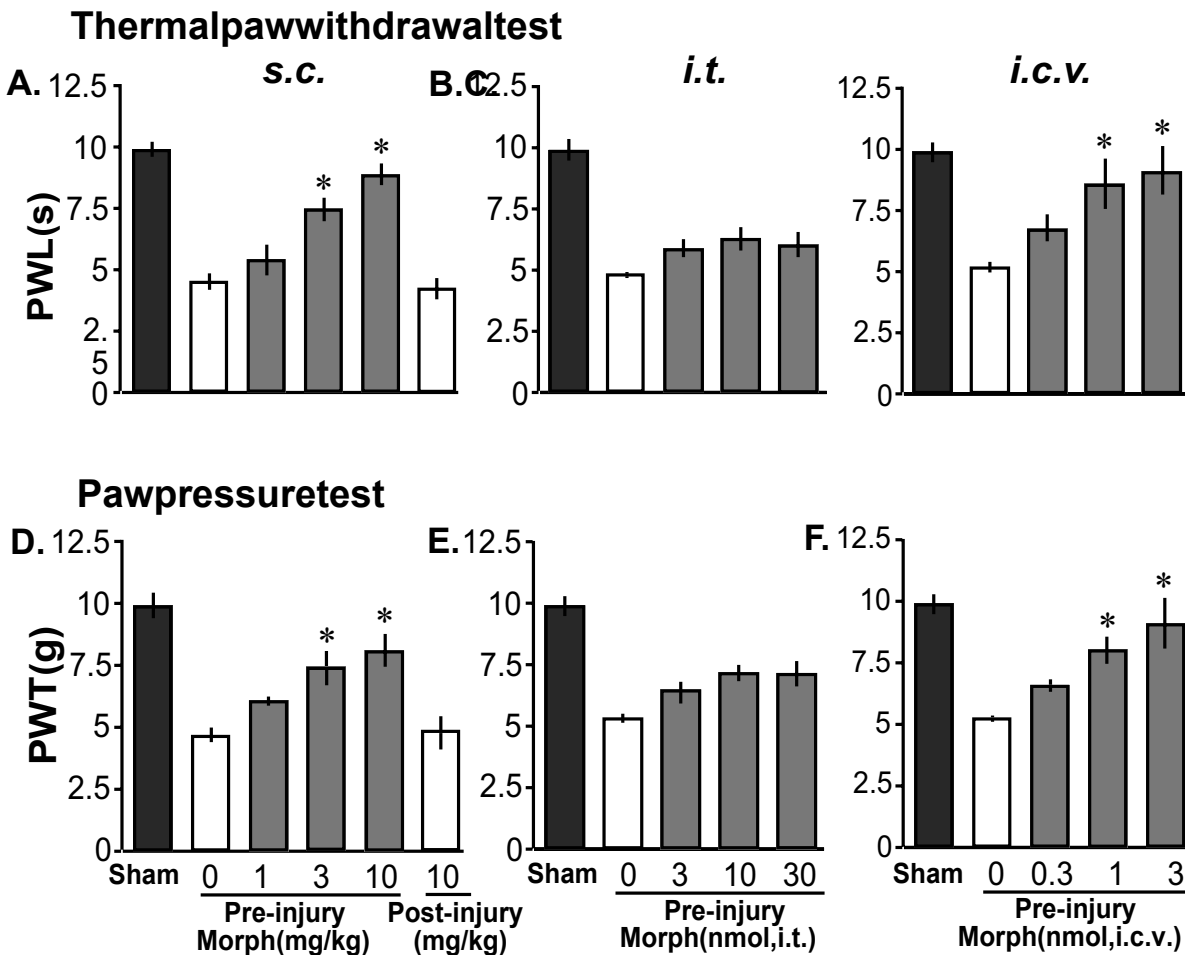 Thermalpawwithdrawaltest
A.
s.c.
PWL(s)
12.5
10
7.5
5
2.
5
0
*
*
B.C.
i.t.
12.5
10
7.5
5
2.5
0
i.c.v.
12.5
10
7.5
5
2.5
0
*
*
Pawpressuretest
D.
PWT(g)
12.5
10
7.5
5
2.5
0
*
*
Sham 0 1 3 10 10
Pre-injury Post-injury
Morph(mg/kg) (mg/kg)
E.
12.5
10
7.5
5
2.5
0
Sham 0 3 10 30
Pre-injury
Morph(nmol,i.t.)
F.
12.5
10
7.5
5
2.5
0
*
*
Sham 0 0.3 1 3
Pre-injury
Morph(nmol,i.c.v.)